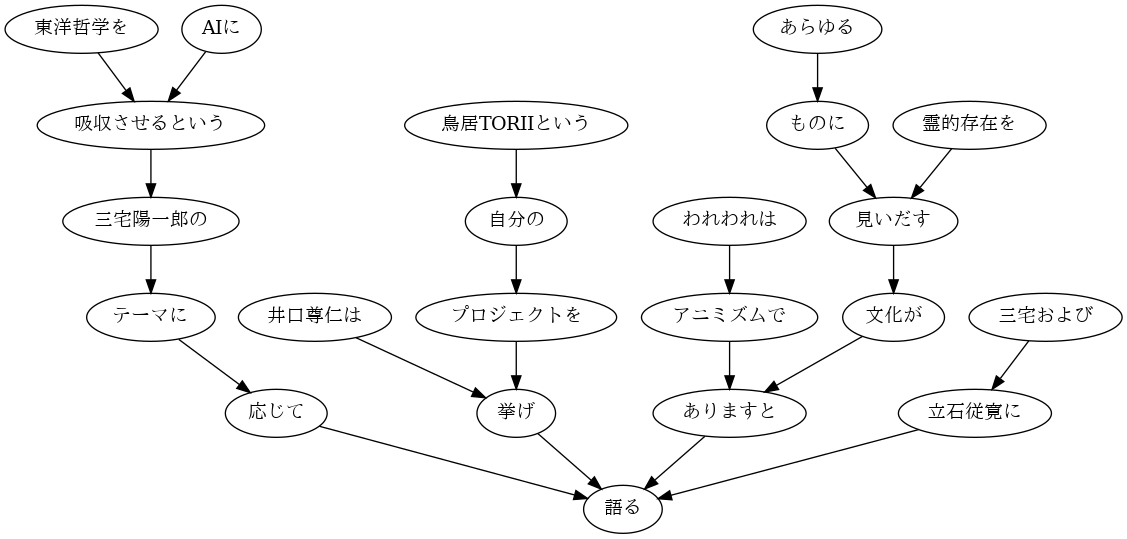 東洋哲学を
AIに
あらゆる
吸収させるという
鳥居TORIIという
ものに
霊的存在を
三宅陽一郎の
自分の
われわれは
見いだす
テーマに
井口尊仁は
プロジェクトを
アニミズムで
文化が
三宅および
応じて
挙げ
ありますと
立石従寛に
語る